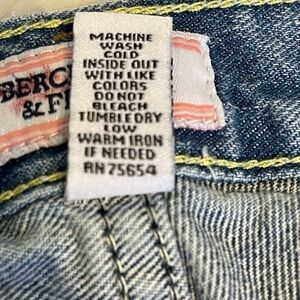 MACHINE
WASH
COLD
INSIDE OUT
WITH LIKE
COLORS
DO NOT
BLEACH
TUMBLE DRY
LOW
WARM IRON
IF NEEDED
RN 75654